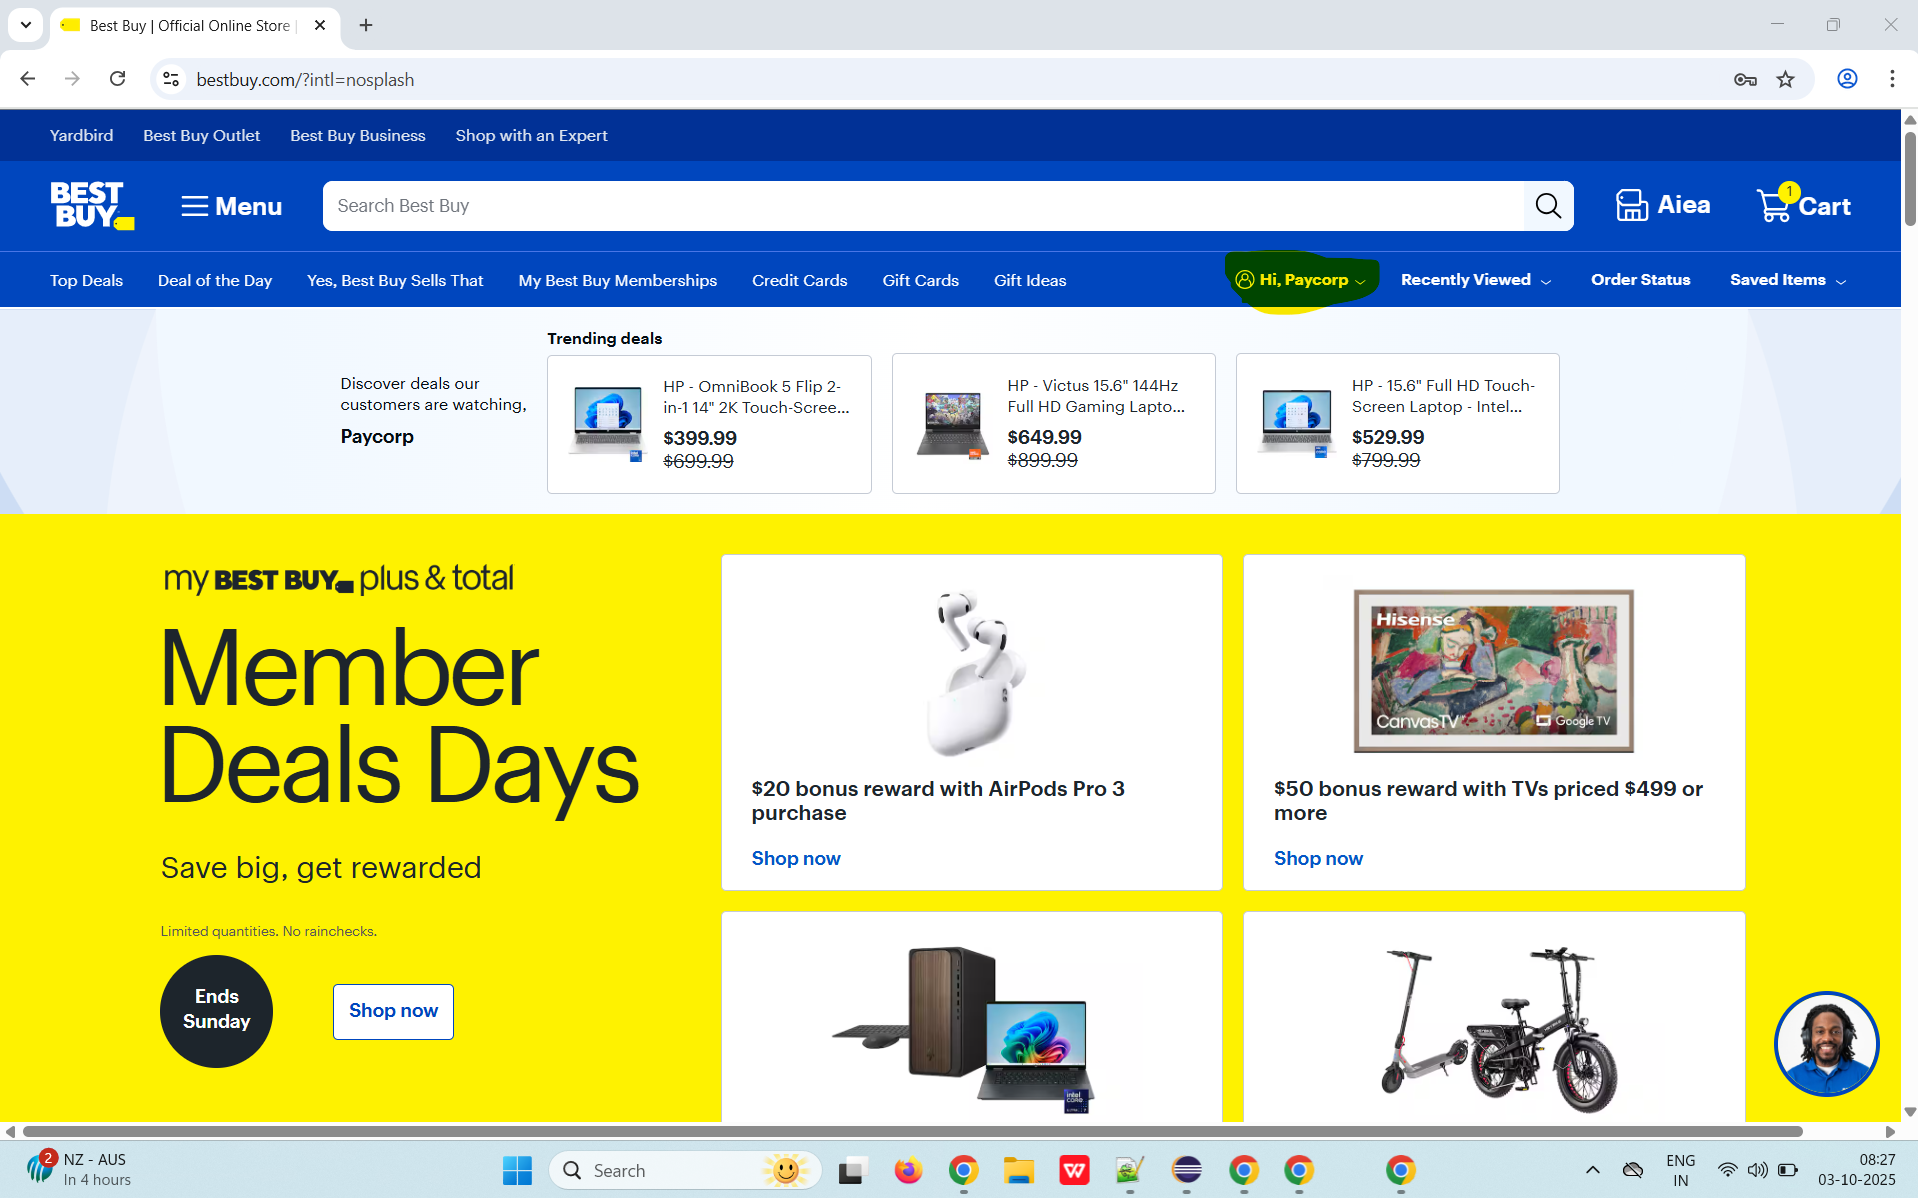 Best Buy | Official Online Store |
bestbuy.com/?intl=nosplash
Yardbird
Best Buy Outlet
Best Buy Business
Shop with an Expert
BEST
BUY
Menu
Search Best Buy
Aiea
1
Cart
Top Deals
Deal of the Day
Yes, Best Buy Sells That
My Best Buy Memberships
Credit Cards
Gift Cards
Gift Ideas
Hi, Paycorp
Recently Viewed
Order Status
Saved Items
Discover deals our
customers are watching,
Paycorp
Trending deals
HP - OmniBook 5 Flip 2-
in-1 14" 2K Touch-Scree...
$399.99
$699.99
HP - Victus 15.6" 144Hz
Full HD Gaming Lapto...
$649.99
$899.99
HP - 15.6" Full HD Touch-
Screen Laptop - Intel...
$529.99
$799.99
my BEST BUY plus & total
Member
Deals Days
Save big, get rewarded
Limited quantities. No rainchecks.
Ends
Sunday
Shop now
$20 bonus reward with AirPods Pro 3
purchase
Shop now
Hisense
CanvasTV
Google TV
$50 bonus reward with TVs priced $499 or
more
Shop now
intel
CORE
2
NZ - AUS
In 4 hours
Search
ENG
IN
08:27
03-10-2025